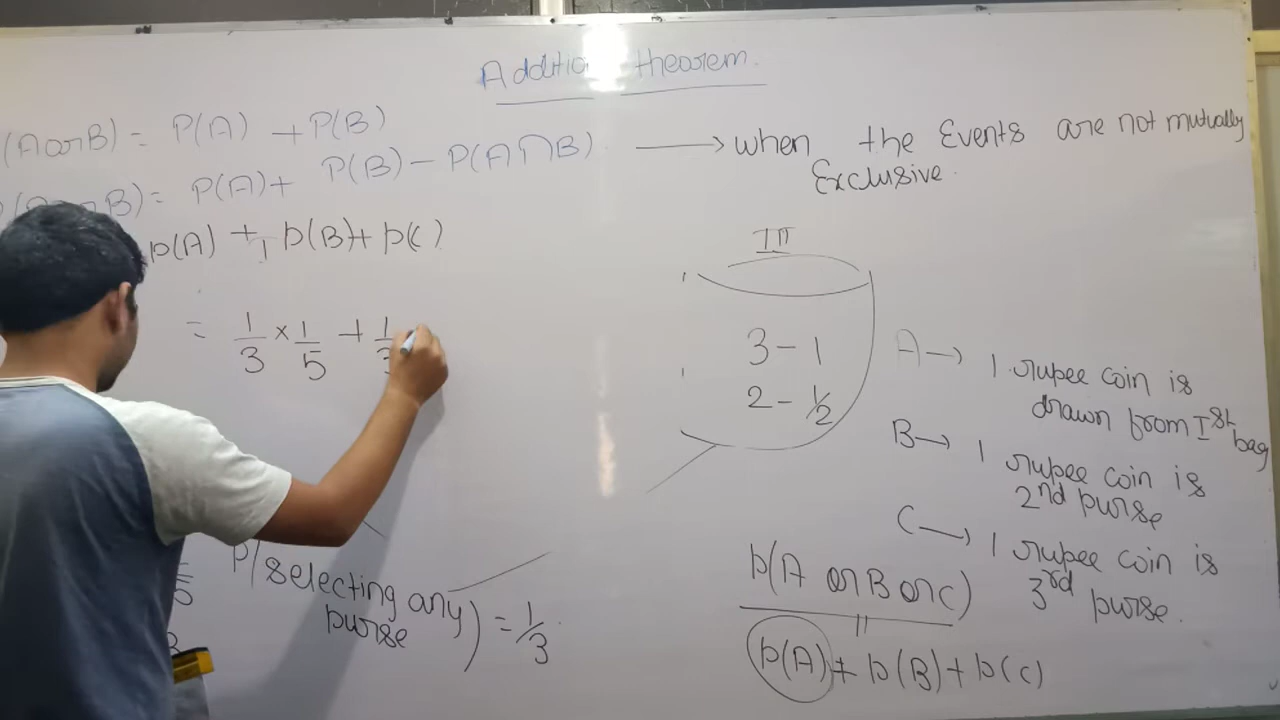 Addition theorem.
(A or B) = P(A) + P(B)
P(A or B) = P(A) + P(B) - P(A∩B) → when the Events are not mutually
Exclusive.
p(A) + p(B) + p(C)
= 1/3 × 1/5 + 1/3
III
3 - 1
2 - 1/2
A → 1 rupee coin is
drawn from Ist bag
B → 1 rupee coin is
2nd purse
C → 1 rupee coin is
3rd purse.
p(A or B or C)
||
p(A) + p(B) + p(C)
P(selecting any
purse) = 1/3